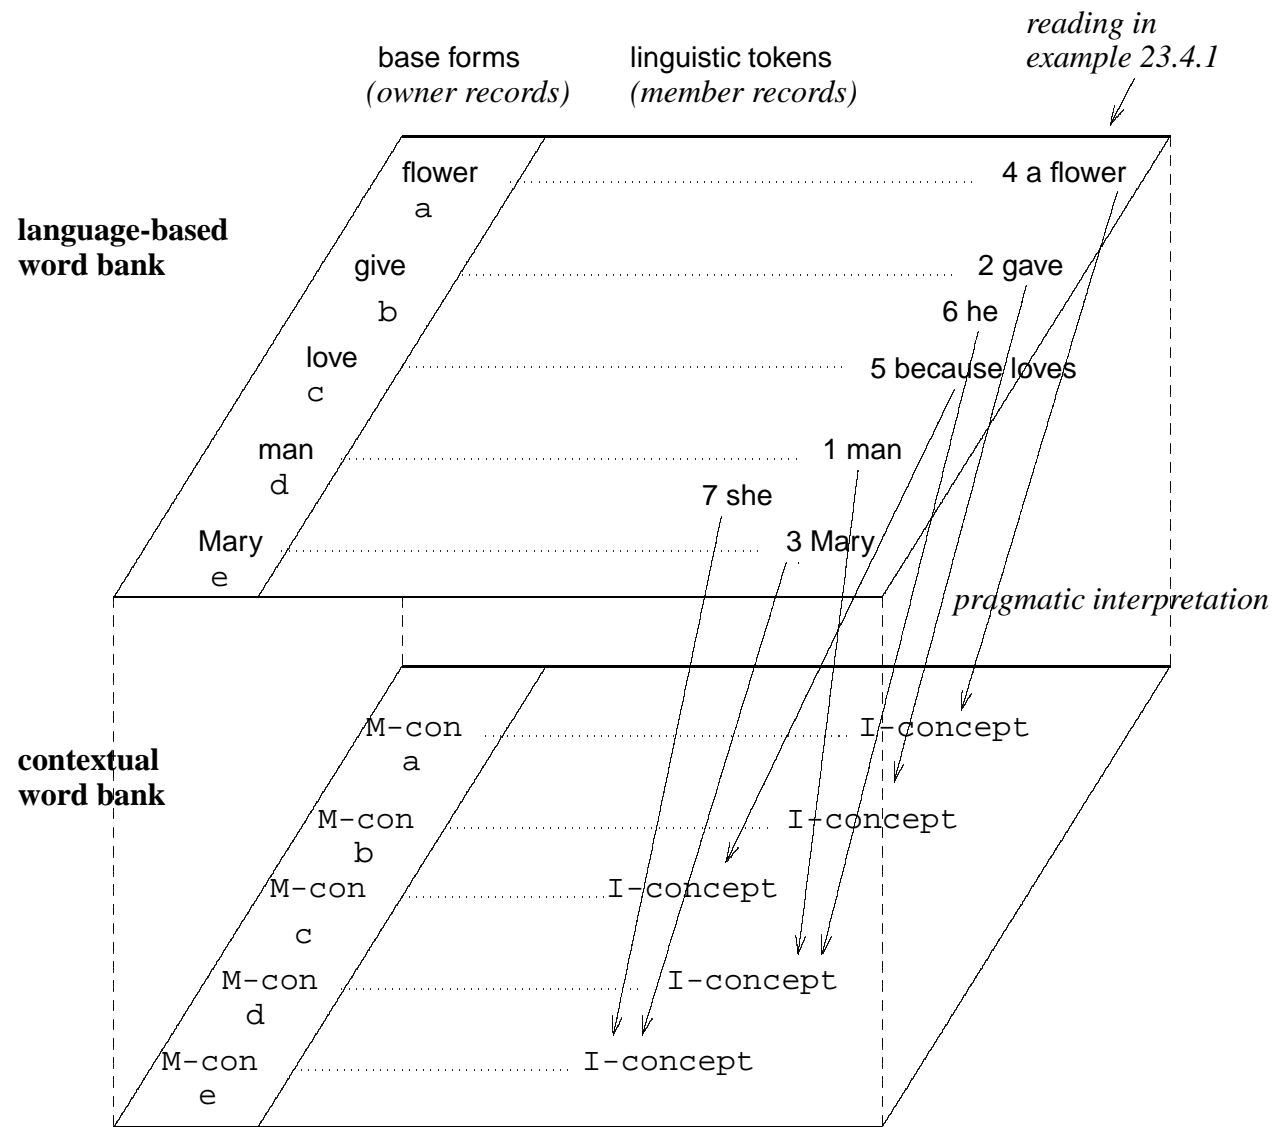 reading in
example 23.4.1
base forms linguistic tokens
(owner records) (member records)
flower 4 a flower
a
language-based
word bank
give 2 gave
b
6 he
love 5 because loves
c
man 1 man
d
7 she
Mary 3 Mary
e
pragmatic interpretation
M-con I-concept
a
contextual
word bank
M-con I-concept
b
M-con I-concept
c
M-con I-concept
d
M-con I-concept
e